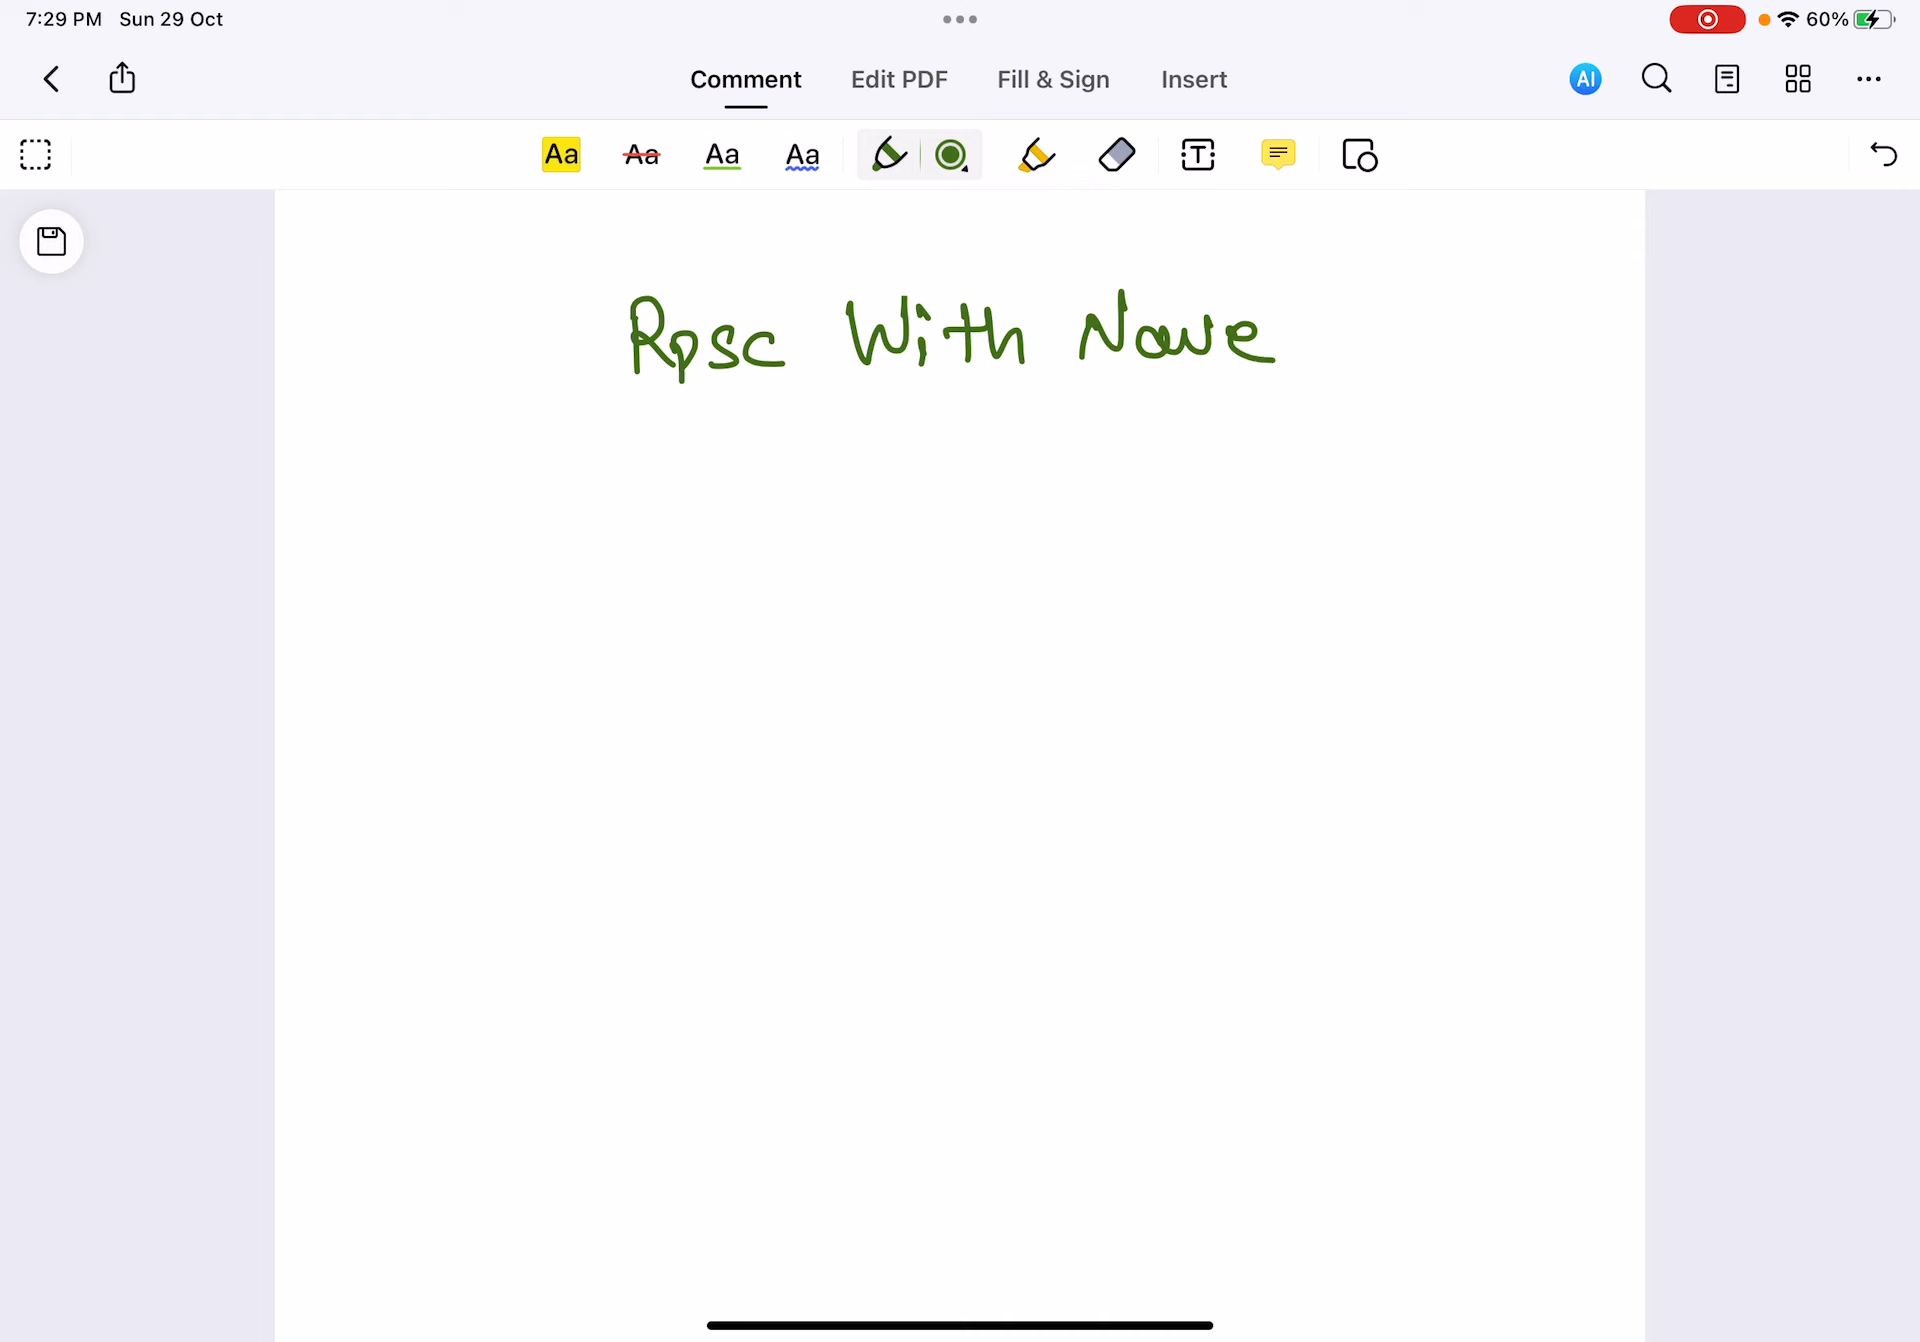 7:29 PM Sun 29 Oct
60%
Comment Edit PDF Fill & Sign Insert
AI
Aa Aa Aa Aa T
Rpsc With Nave